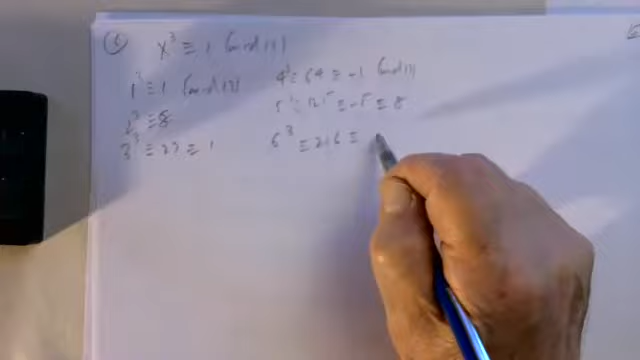 6 x³ ≡ 1 (mod 13)
1³ ≡ 1 (mod 13)
2³ ≡ 8
3³ ≡ 27 ≡ 1
4³ ≡ 64 ≡ -1 (mod 13)
5³ ≡ 125 ≡ -5 ≡ 8
6³ ≡ 216 ≡